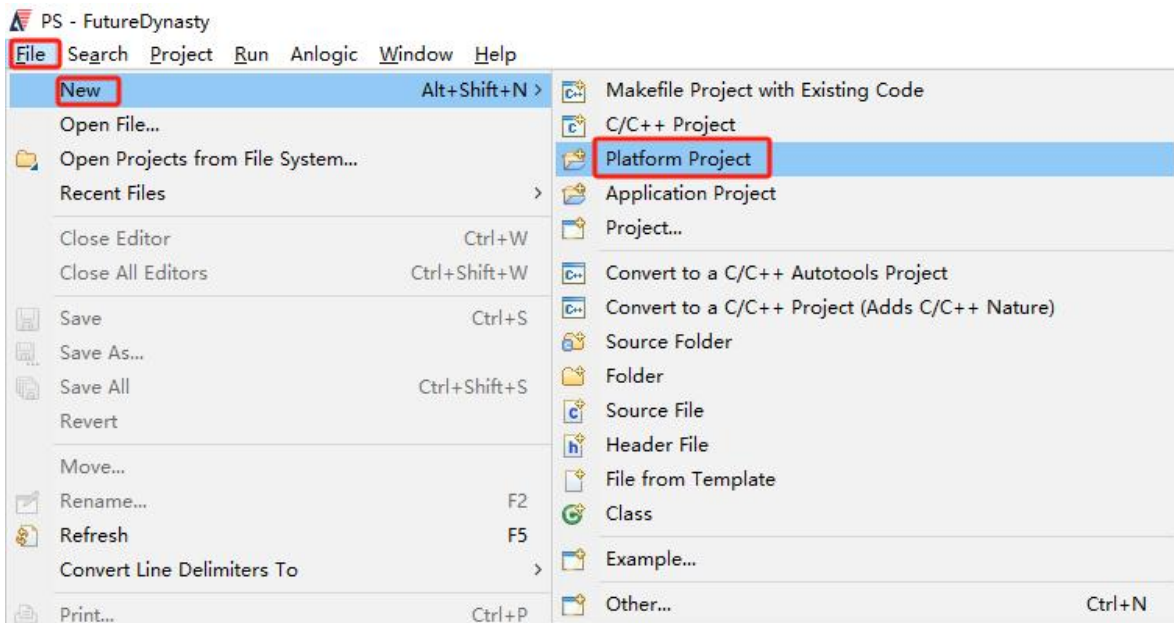 PS - FutureDynasty
File Search Project Run Anlogic Window Help
New Alt+Shift+N >
Open File...
Open Projects from File System...
Recent Files >
Close Editor Ctrl+W
Close All Editors Ctrl+Shift+W
Save Ctrl+S
Save As...
Save All Ctrl+Shift+S
Revert
Move...
Rename... F2
Refresh F5
Convert Line Delimiters To >
Print... Ctrl+P
Makefile Project with Existing Code
C/C++ Project
Platform Project
Application Project
Project...
Convert to a C/C++ Autotools Project
Convert to a C/C++ Project (Adds C/C++ Nature)
Source Folder
Folder
Source File
Header File
File from Template
Class
Example...
Other... Ctrl+N